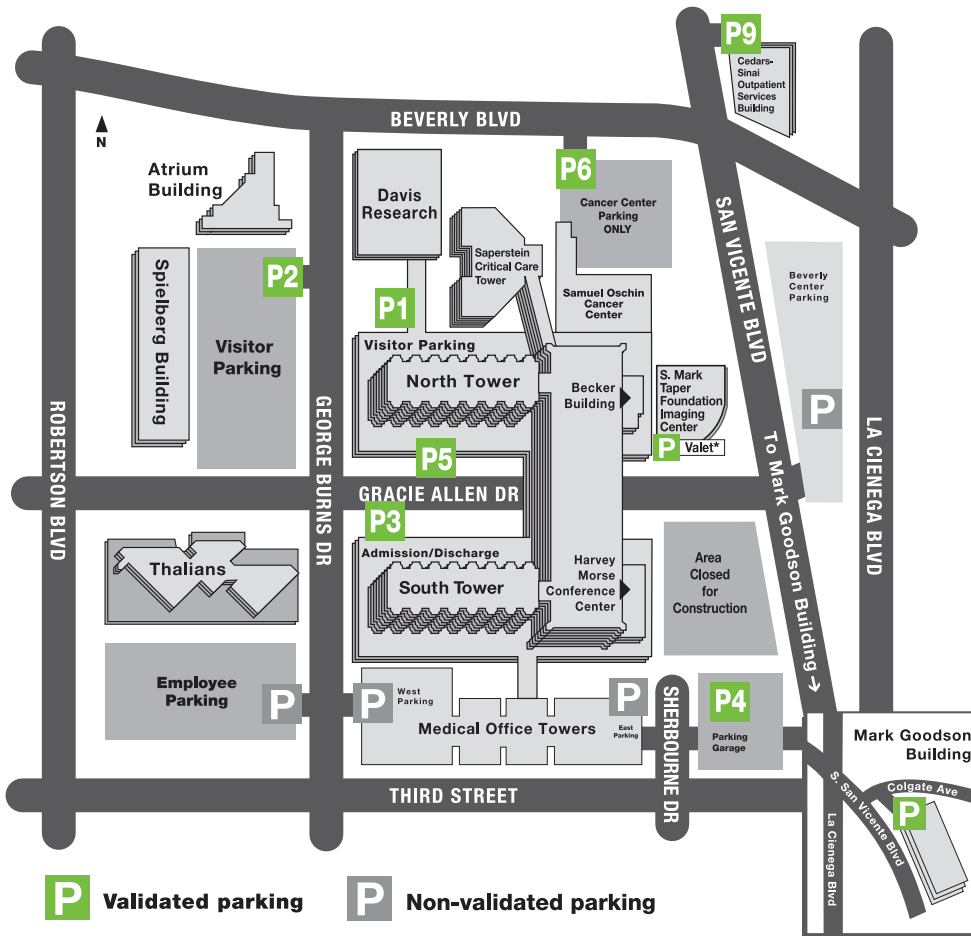 P9
Cedars-
Sinai
Outpatient
Services
Building
BEVERLY BLVD
N
Atrium
Building
Davis
Research
P6
Cancer Center
Parking
ONLY
SAN VICENTE BLVD
Saperstein
Critical Care
Tower
Spielberg Building
P2
P1
Samuel Oschin
Cancer
Center
Beverly
Center
Parking
Visitor
Parking
Visitor Parking
North Tower
Becker
Building
S. Mark
Taper
Foundation
Imaging
Center
P
P Valet*
ROBERTSON BLVD
GEORGE BURNS DR
LA CIENEGA BLVD
P5
GRACIE ALLEN DR
To Mark Goodson Building →
P3
Admission/Discharge
Thalians
South Tower
Harvey
Morse
Conference
Center
Area
Closed
for
Construction
Employee
Parking
P
P
West
Parking
P
Medical Office Towers
East
Parking
SHERBOURNE DR
P4
Parking
Garage
Mark Goodson
Building
THIRD STREET
Colgate Ave
S. San Vicente Blvd
P
La Cienega Blvd
P Validated parking
P Non-validated parking